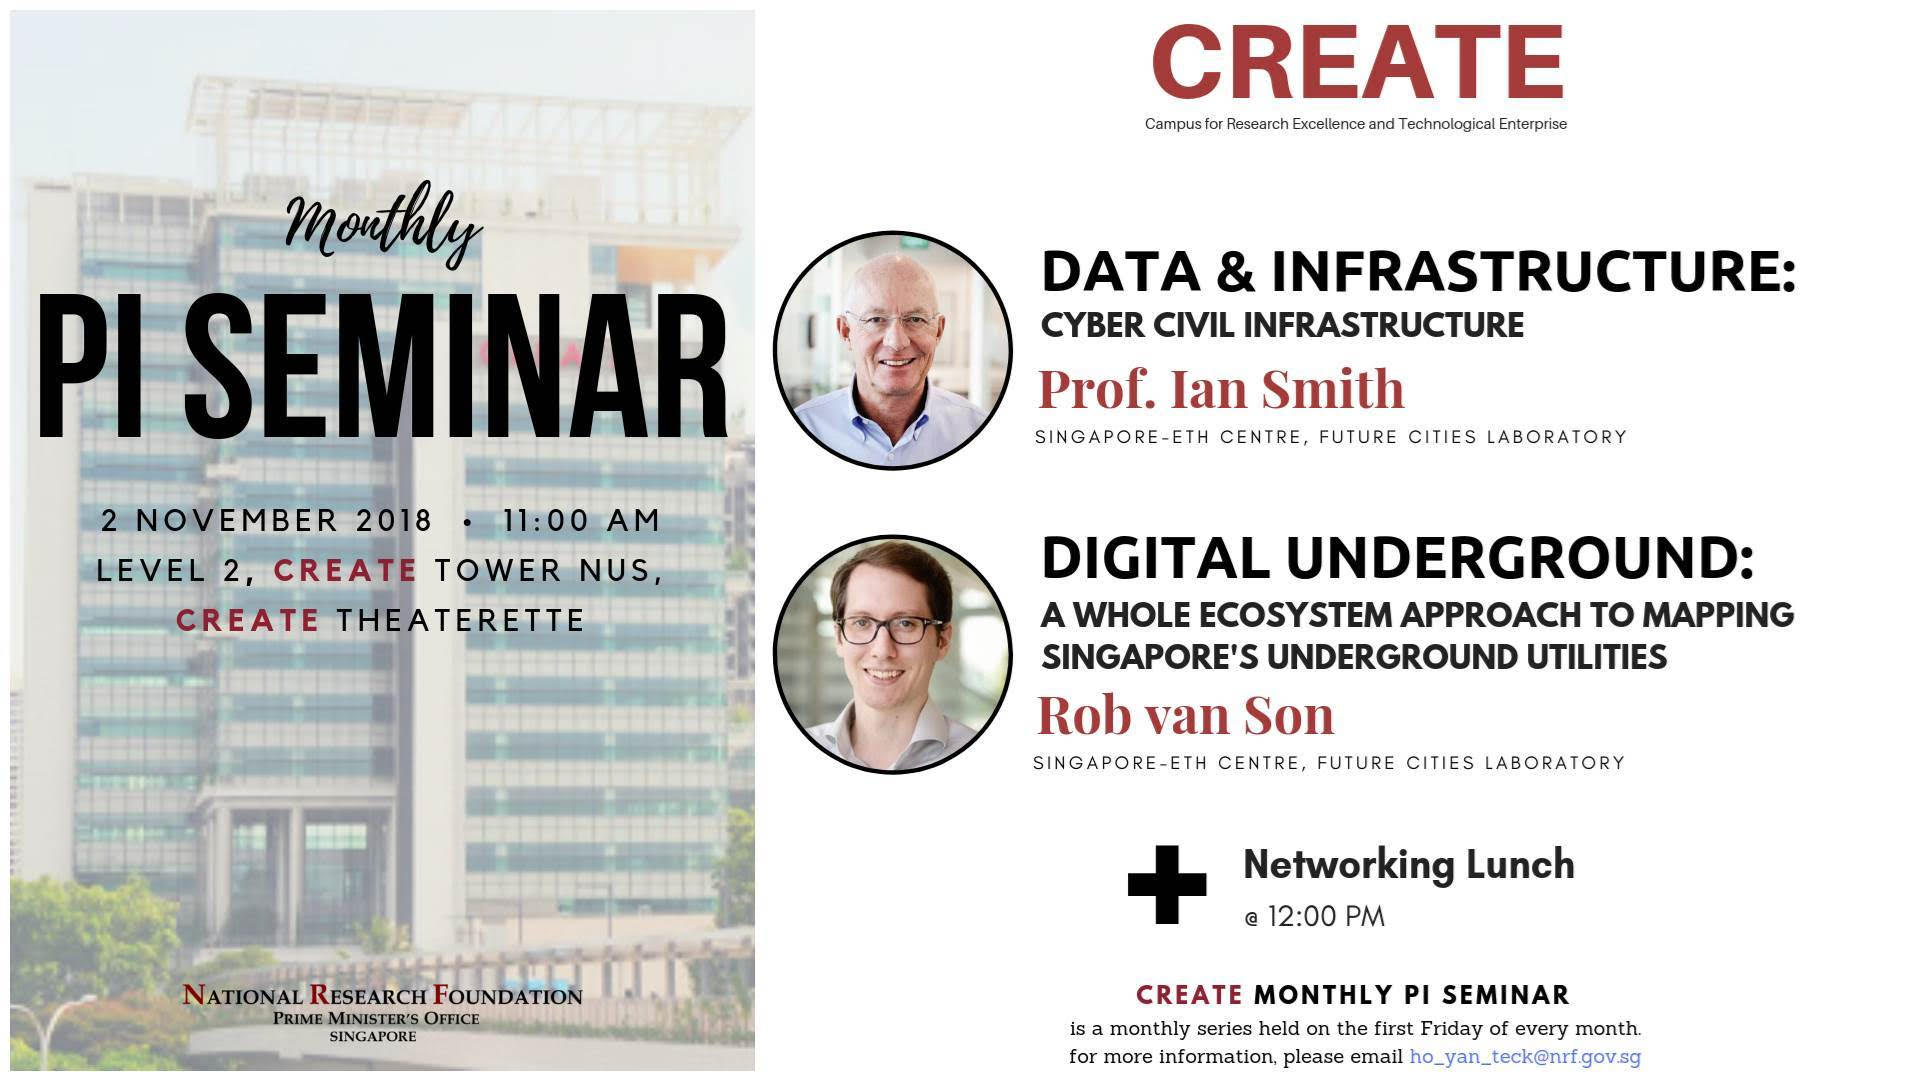 Monthly
PI SEMINAR
2 NOVEMBER 2018 • 11:00 AM
LEVEL 2, CREATE TOWER NUS,
CREATE THEATERETTE
NATIONAL RESEARCH FOUNDATION
PRIME MINISTER'S OFFICE
SINGAPORE
CREATE
Campus for Research Excellence and Technological Enterprise
DATA & INFRASTRUCTURE:
CYBER CIVIL INFRASTRUCTURE
Prof. Ian Smith
SINGAPORE-ETH CENTRE, FUTURE CITIES LABORATORY
DIGITAL UNDERGROUND:
A WHOLE ECOSYSTEM APPROACH TO MAPPING
SINGAPORE'S UNDERGROUND UTILITIES
Rob van Son
SINGAPORE-ETH CENTRE, FUTURE CITIES LABORATORY
Networking Lunch
@ 12:00 PM
CREATE MONTHLY PI SEMINAR
is a monthly series held on the first Friday of every month.
for more information, please email ho_yan_teck@nrf.gov.sg